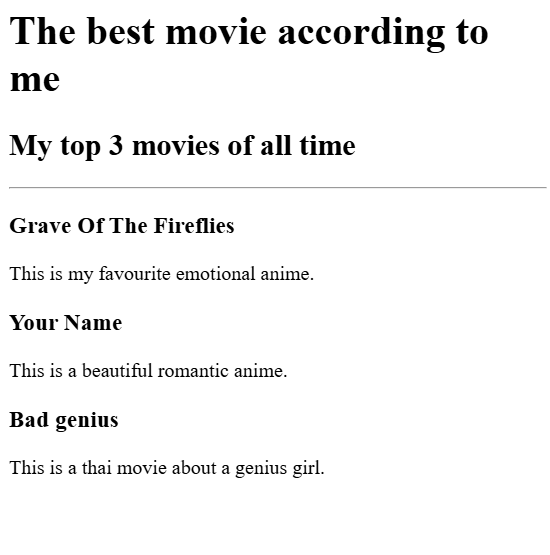 The best movie according to
me
My top 3 movies of all time
Grave Of The Fireflies
This is my favourite emotional anime.
Your Name
This is a beautiful romantic anime.
Bad genius
This is a thai movie about a genius girl.